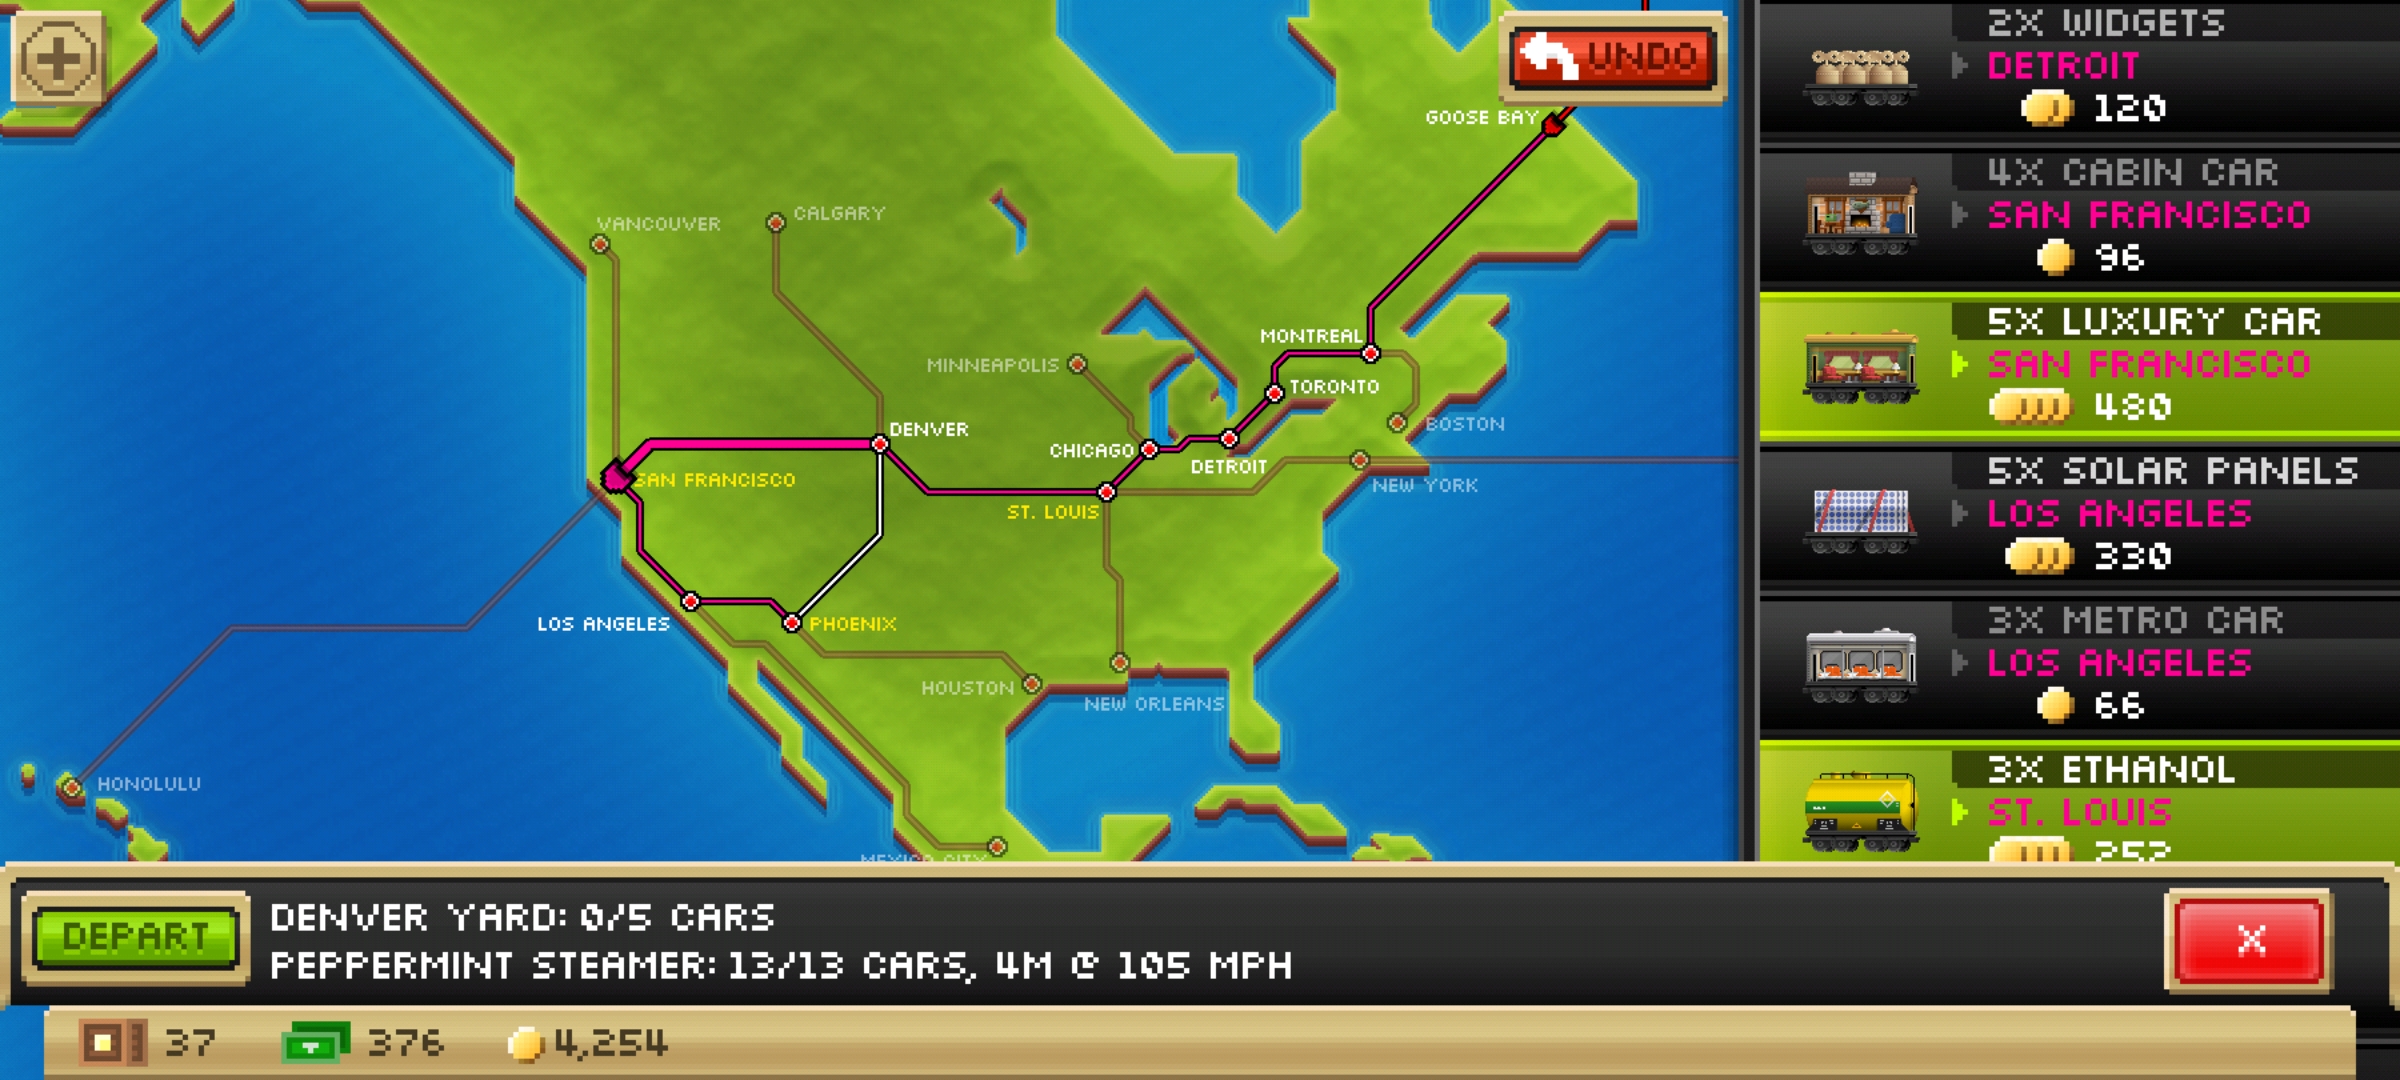 UNDO
GOOSE BAY
VANCOUVER
CALGARY
MONTREAL
MINNEAPOLIS
TORONTO
DENVER
BOSTON
CHICAGO
DETROIT
SAN FRANCISCO
NEW YORK
ST. LOUIS
LOS ANGELES
PHOENIX
HOUSTON
NEW ORLEANS
HONOLULU
MEXICO CITY
2X WIDGETS
DETROIT
120
4X CABIN CAR
SAN FRANCISCO
96
5X LUXURY CAR
SAN FRANCISCO
480
5X SOLAR PANELS
LOS ANGELES
330
3X METRO CAR
LOS ANGELES
66
3X ETHANOL
ST. LOUIS
252
DEPART
DENVER YARD: 0/5 CARS
PEPPERMINT STEAMER: 13/13 CARS, 4M @ 105 MPH
X
37
376
4,254